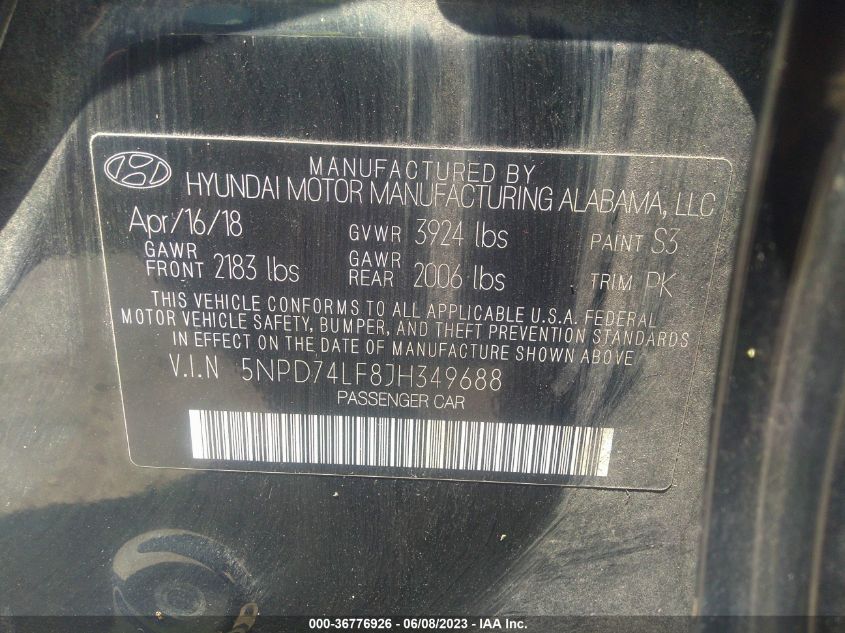 MANUFACTURED BY
HYUNDAI MOTOR MANUFACTURING ALABAMA, LLC
Apr/16/18 GVWR 3924 lbs PAINT S3
GAWR FRONT 2183 lbs GAWR REAR 2006 lbs TRIM PK
THIS VEHICLE CONFORMS TO ALL APPLICABLE U.S.A. FEDERAL
MOTOR VEHICLE SAFETY, BUMPER, AND THEFT PREVENTION STANDARDS
IN EFFECT ON THE DATE OF MANUFACTURE SHOWN ABOVE
V.I.N 5NPD74LF8JH349688
PASSENGER CAR
000-36776926 - 06/08/2023 - IAA Inc.